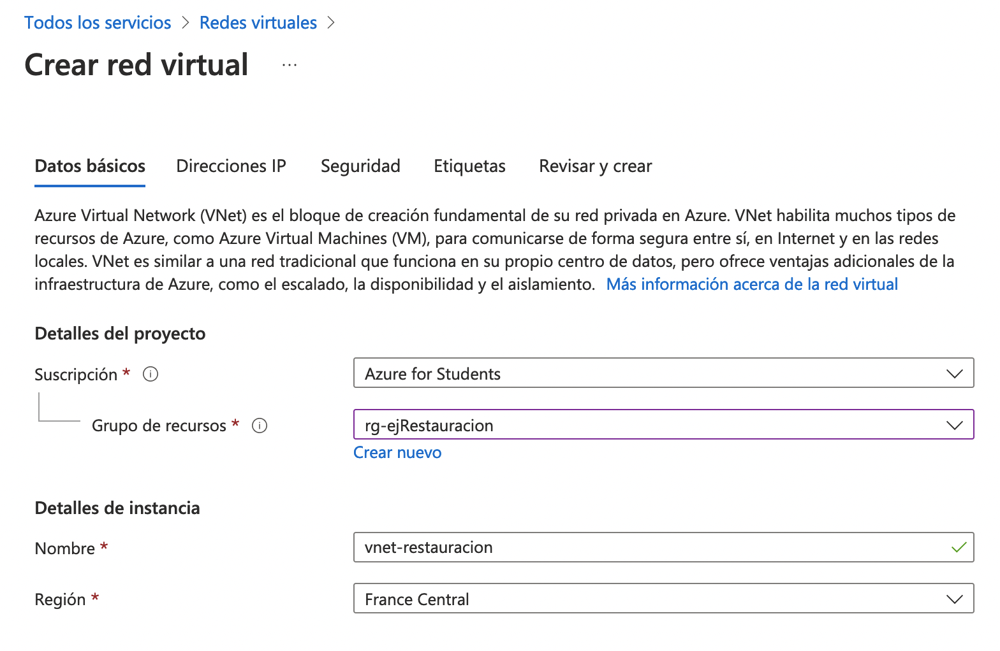 Todos los servicios > Redes virtuales >
Crear red virtual ...
Datos básicos Direcciones IP Seguridad Etiquetas Revisar y crear
Azure Virtual Network (VNet) es el bloque de creación fundamental de su red privada en Azure. VNet habilita muchos tipos de
recursos de Azure, como Azure Virtual Machines (VM), para comunicarse de forma segura entre sí, en Internet y en las redes
locales. VNet es similar a una red tradicional que funciona en su propio centro de datos, pero ofrece ventajas adicionales de la
infraestructura de Azure, como el escalado, la disponibilidad y el aislamiento. Más información acerca de la red virtual
Detalles del proyecto
Suscripción * Azure for Students
Grupo de recursos * rg-ejRestauracion
Crear nuevo
Detalles de instancia
Nombre * vnet-restauracion
Región * France Central